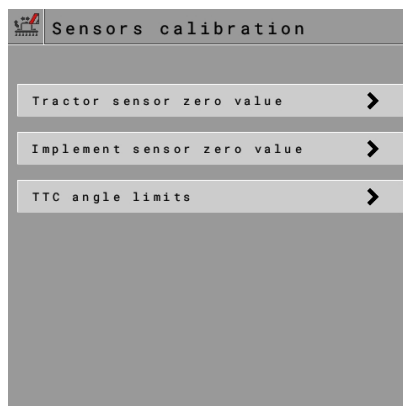 Sensors calibration
Tractor sensor zero value
Implement sensor zero value
TTC angle limits